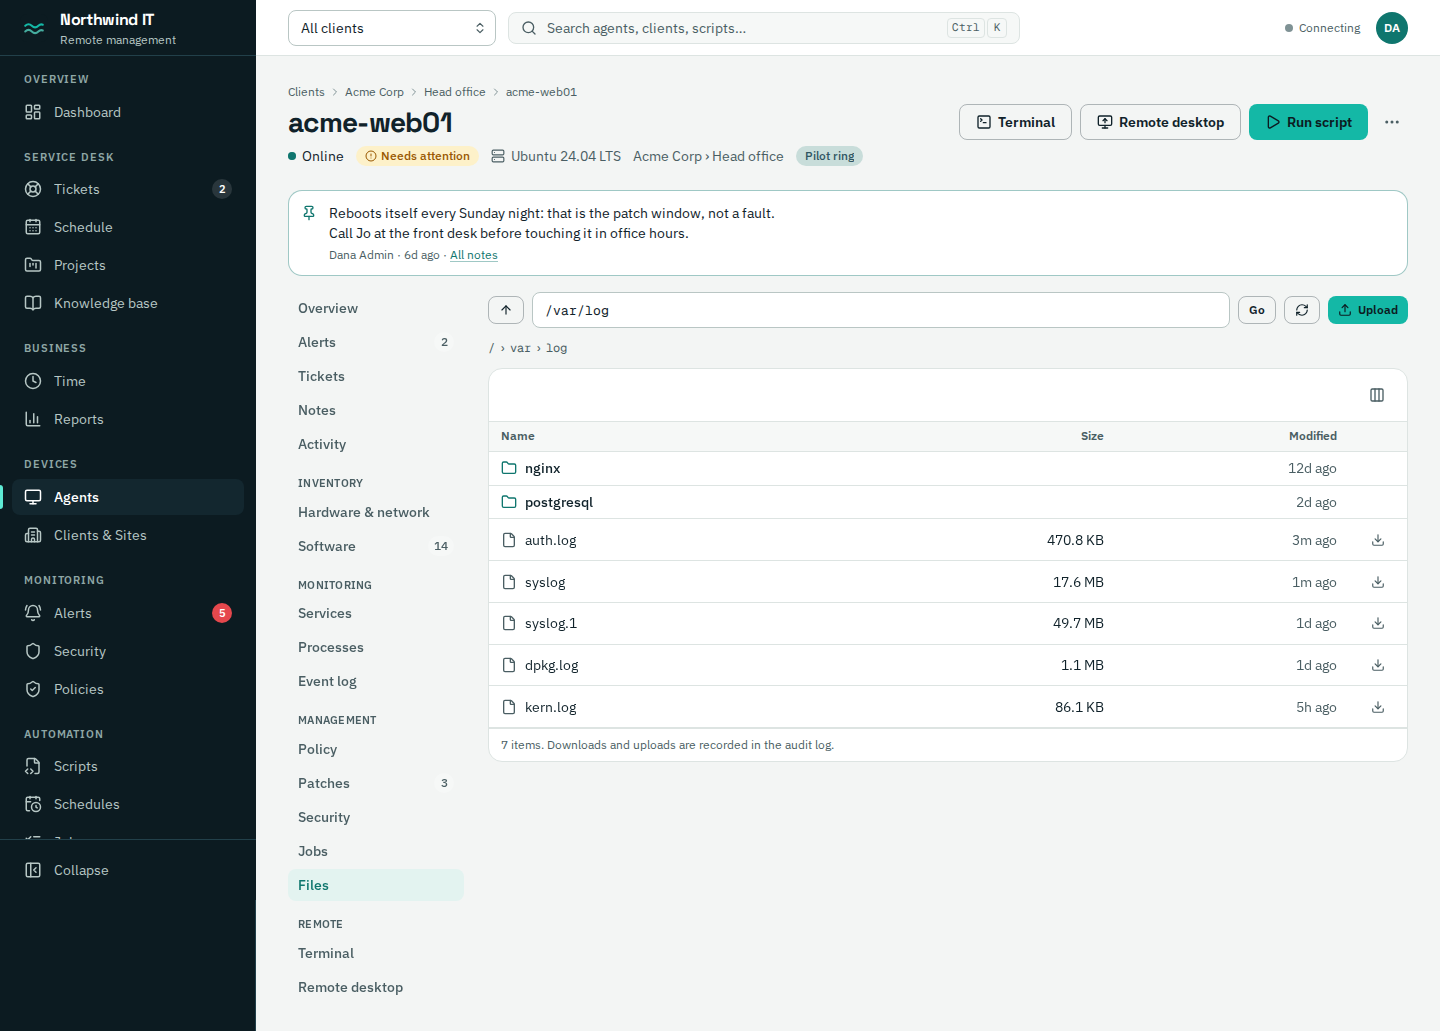 Northwind IT
Remote management
All clients
Search agents, clients, scripts...
Ctrl K
Connecting
DA
OVERVIEW
Dashboard
SERVICE DESK
Tickets 2
Schedule
Projects
Knowledge base
BUSINESS
Time
Reports
DEVICES
Agents
Clients & Sites
MONITORING
Alerts 5
Security
Policies
AUTOMATION
Scripts
Schedules
Collapse
Clients > Acme Corp > Head office > acme-web01
acme-web01
Terminal
Remote desktop
Run script
Online
Needs attention
Ubuntu 24.04 LTS
Acme Corp › Head office
Pilot ring
Reboots itself every Sunday night: that is the patch window, not a fault.
Call Jo at the front desk before touching it in office hours.
Dana Admin · 6d ago · All notes
Overview
Alerts 2
Tickets
Notes
Activity
INVENTORY
Hardware & network
Software 14
MONITORING
Services
Processes
Event log
MANAGEMENT
Policy
Patches 3
Security
Jobs
Files
REMOTE
Terminal
Remote desktop
/var/log
Go
Upload
/ › var › log
Name Size Modified
nginx 12d ago
postgresql 2d ago
auth.log 470.8 KB 3m ago
syslog 17.6 MB 1m ago
syslog.1 49.7 MB 1d ago
dpkg.log 1.1 MB 1d ago
kern.log 86.1 KB 5h ago
7 items. Downloads and uploads are recorded in the audit log.